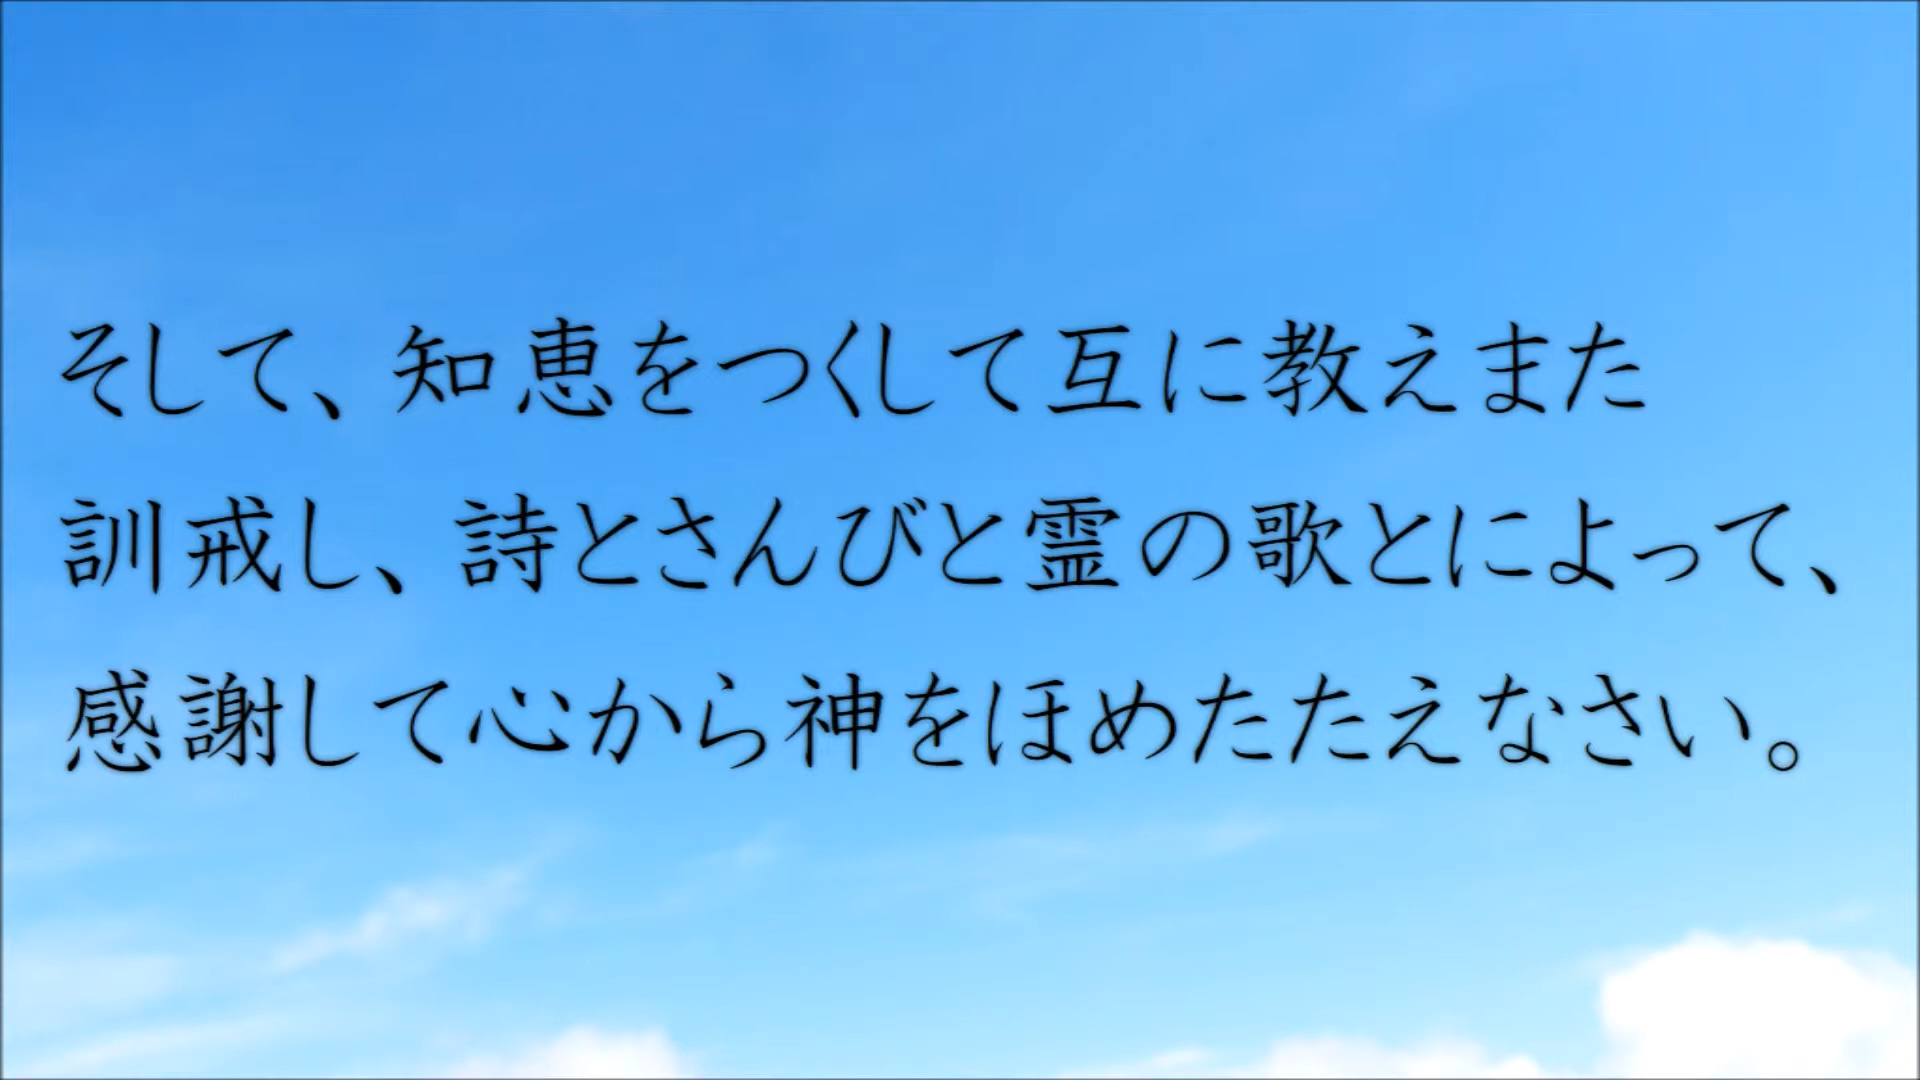 そして、知恵をつくして互に教えまた
訓戒し、詩とさんびと霊の歌とによって、
感謝して心から神をほめたたえなさい。